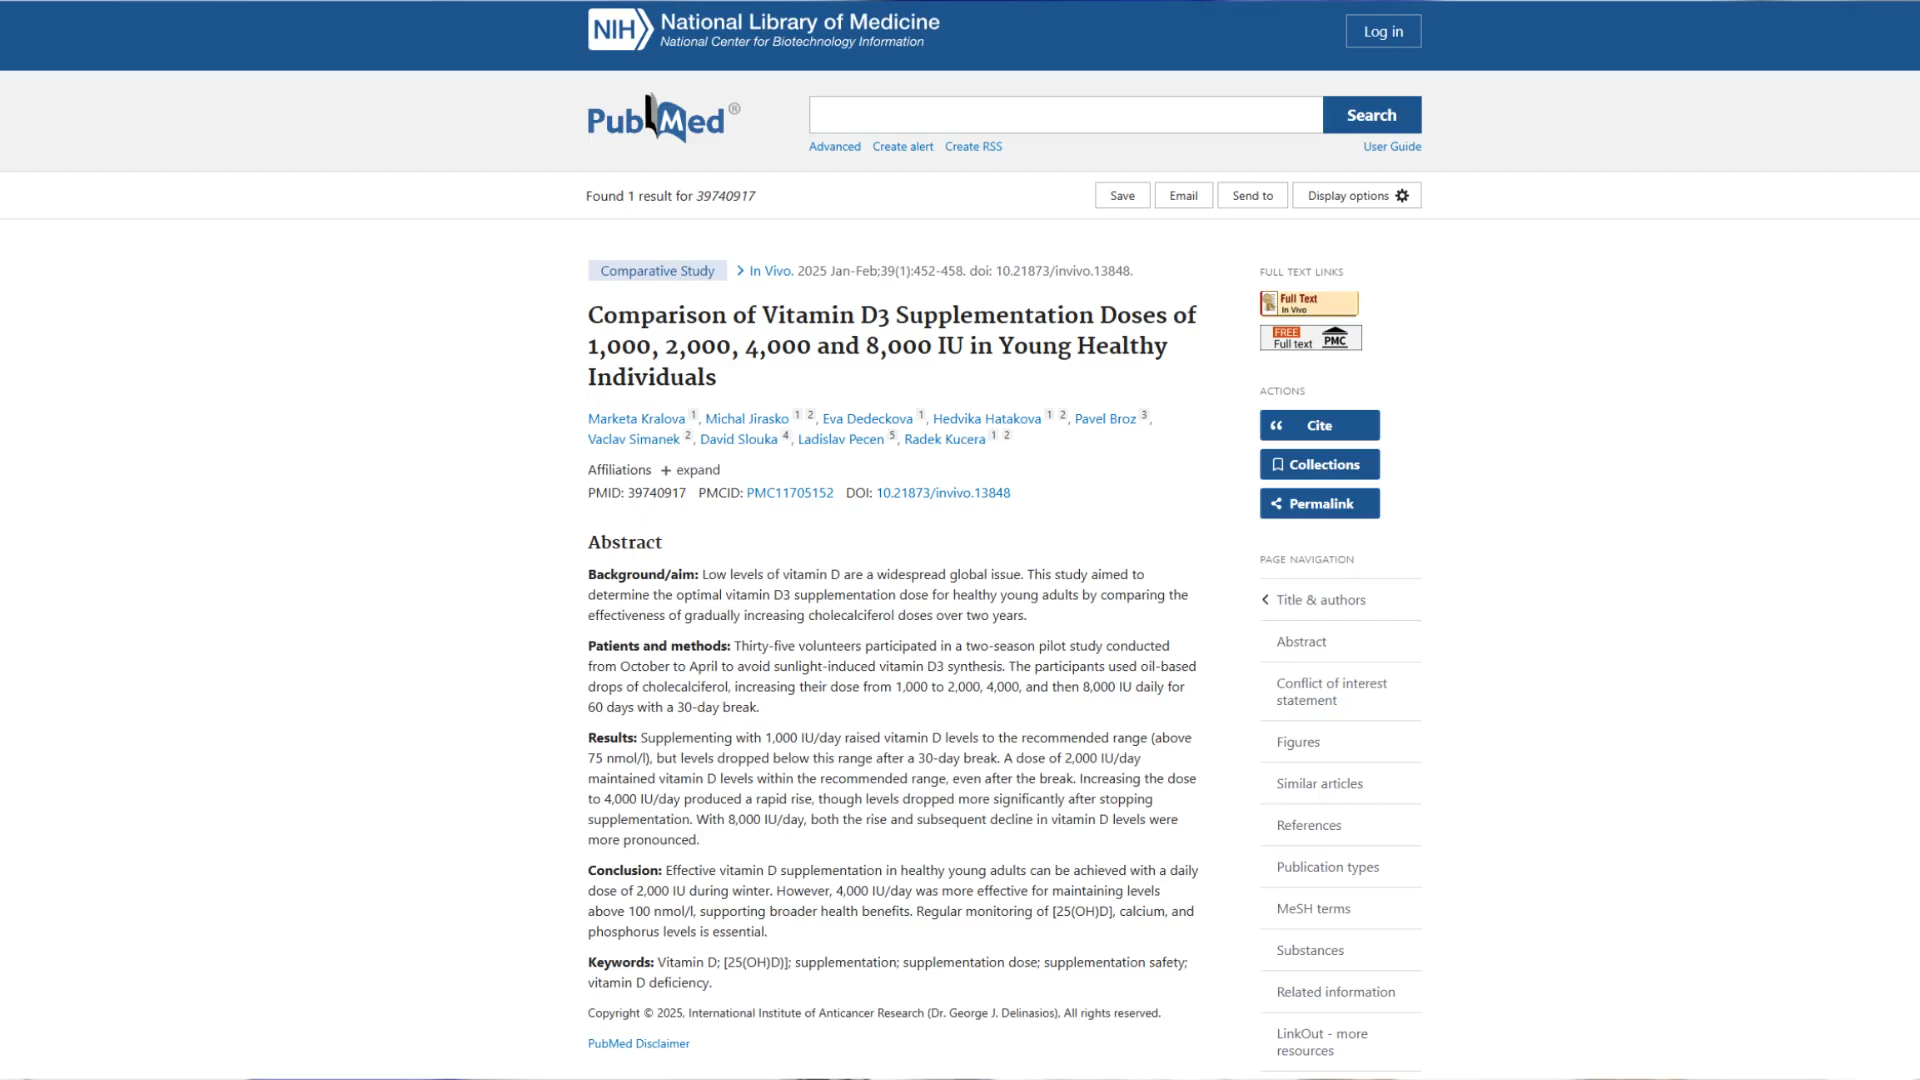 NIH National Library of Medicine
National Center for Biotechnology Information
Log in
PubMed®
Search
Advanced Create alert Create RSS User Guide
Found 1 result for 39740917
Save Email Send to Display options
Comparative Study In Vivo. 2025 Jan-Feb;39(1):452-458. doi: 10.21873/invivo.13848.
Comparison of Vitamin D3 Supplementation Doses of
1,000, 2,000, 4,000 and 8,000 IU in Young Healthy
Individuals
Marketa Kralova 1, Michal Jirasko 1 2, Eva Dedeckova 1, Hedvika Hatakova 1 2, Pavel Broz 3,
Vaclav Simanek 2, David Slouka 4, Ladislav Pecen 5, Radek Kucera 1 2
Affiliations + expand
PMID: 39740917 PMCID: PMC11705152 DOI: 10.21873/invivo.13848
Abstract
Background/aim: Low levels of vitamin D are a widespread global issue. This study aimed to
determine the optimal vitamin D3 supplementation dose for healthy young adults by comparing the
effectiveness of gradually increasing cholecalciferol doses over two years.
Patients and methods: Thirty-five volunteers participated in a two-season pilot study conducted
from October to April to avoid sunlight-induced vitamin D3 synthesis. The participants used oil-based
drops of cholecalciferol, increasing their dose from 1,000 to 2,000, 4,000, and then 8,000 IU daily for
60 days with a 30-day break.
Results: Supplementing with 1,000 IU/day raised vitamin D levels to the recommended range (above
75 nmol/l), but levels dropped below this range after a 30-day break. A dose of 2,000 IU/day
maintained vitamin D levels within the recommended range, even after the break. Increasing the dose
to 4,000 IU/day produced a rapid rise, though levels dropped more significantly after stopping
supplementation. With 8,000 IU/day, both the rise and subsequent decline in vitamin D levels were
more pronounced.
Conclusion: Effective vitamin D supplementation in healthy young adults can be achieved with a daily
dose of 2,000 IU during winter. However, 4,000 IU/day was more effective for maintaining levels
above 100 nmol/l, supporting broader health benefits. Regular monitoring of [25(OH)D], calcium, and
phosphorus levels is essential.
Keywords: Vitamin D; [25(OH)D)]; supplementation; supplementation dose; supplementation safety;
vitamin D deficiency.
Copyright © 2025, International Institute of Anticancer Research (Dr. George J. Delinasios), All rights reserved.
PubMed Disclaimer
FULL TEXT LINKS
Full Text
In Vivo
FREE
Full text PMC
ACTIONS
Cite
Collections
Permalink
PAGE NAVIGATION
Title & authors
Abstract
Conflict of interest
statement
Figures
Similar articles
References
Publication types
MeSH terms
Substances
Related information
LinkOut - more
resources